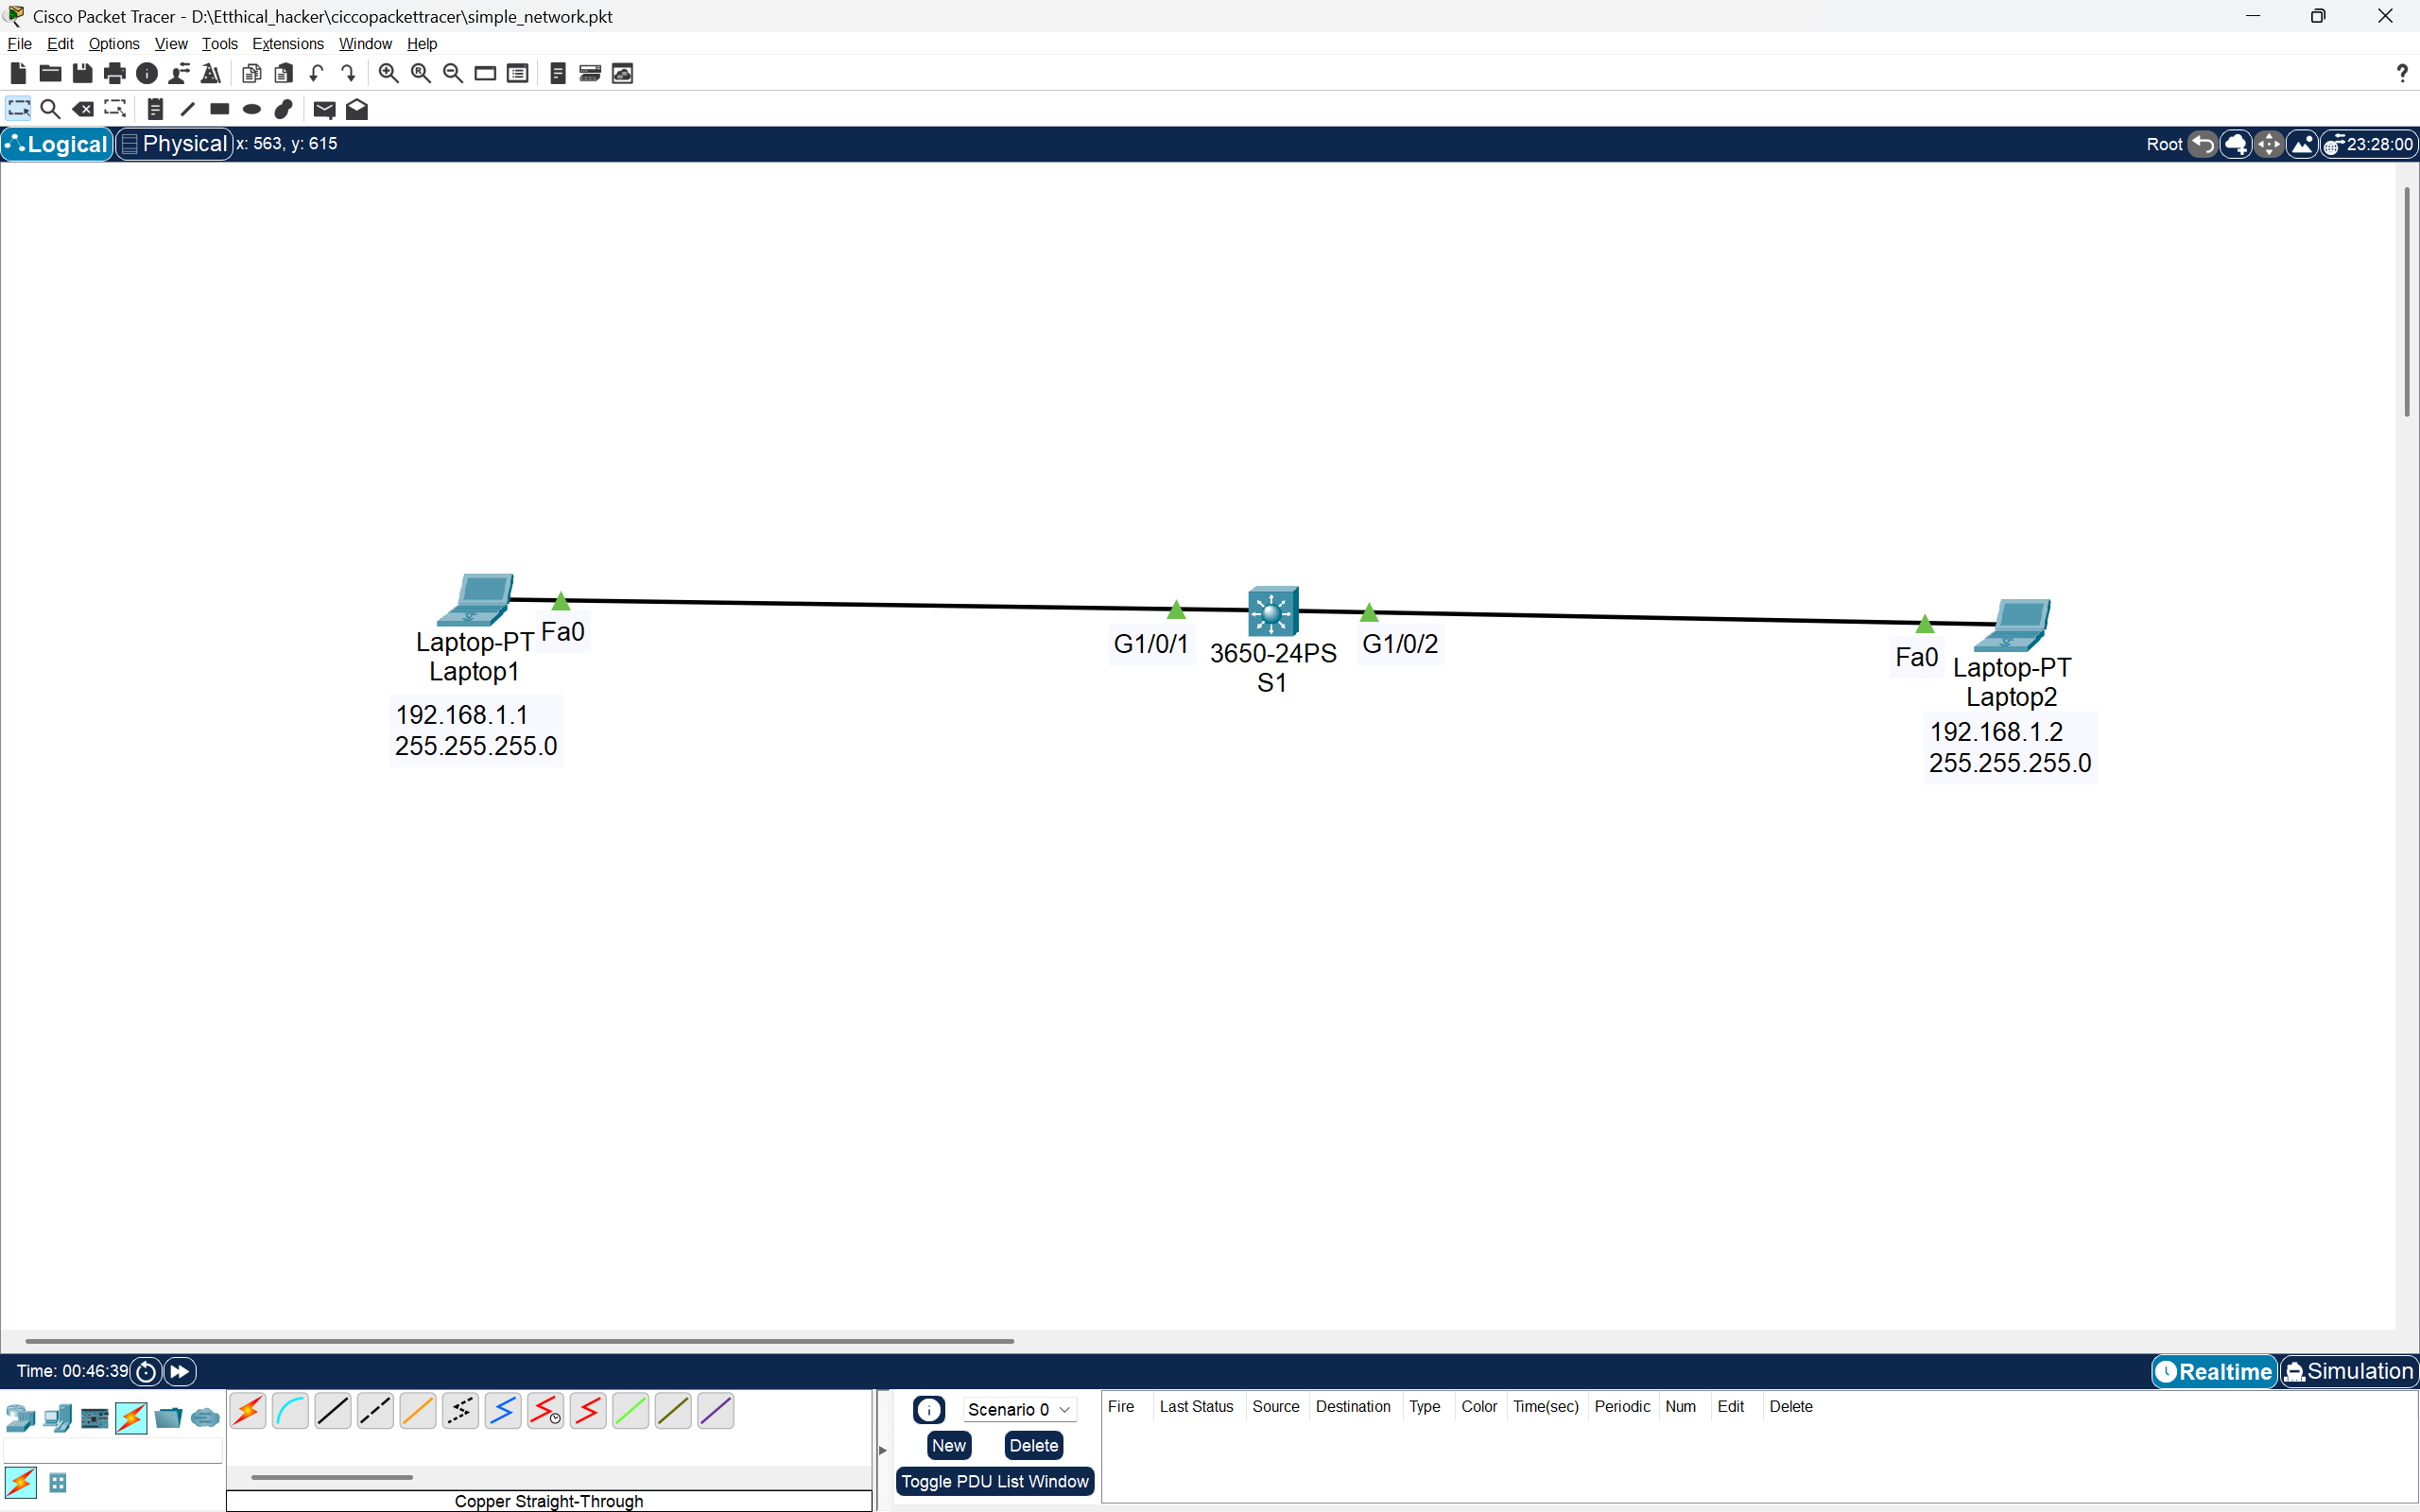 Cisco Packet Tracer - D:\Etthical_hacker\ciccopackettracer\simple_network.pkt
File Edit Options View Tools Extensions Window Help
Logical Physical x: 563, y: 615 Root 23:28:00
Laptop-PT
Laptop1
Fa0
192.168.1.1
255.255.255.0
G1/0/1
3650-24PS
S1
G1/0/2
Fa0
Laptop-PT
Laptop2
192.168.1.2
255.255.255.0
Time: 00:46:39 Realtime Simulation
Scenario 0
New Delete
Toggle PDU List Window
Fire Last Status Source Destination Type Color Time(sec) Periodic Num Edit Delete
Copper Straight-Through